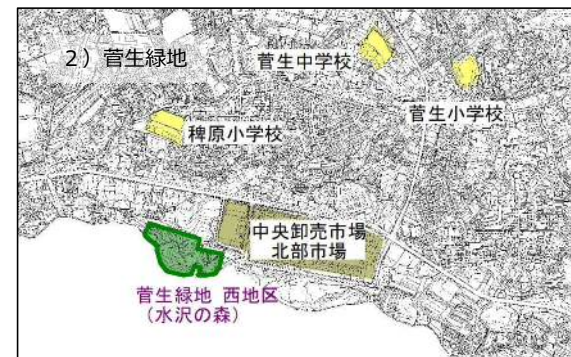 2）菅生緑地
菅生中学校
菅生小学校
稗原小学校
中央卸売市場
北部市場
菅生緑地 西地区
（水沢の森）